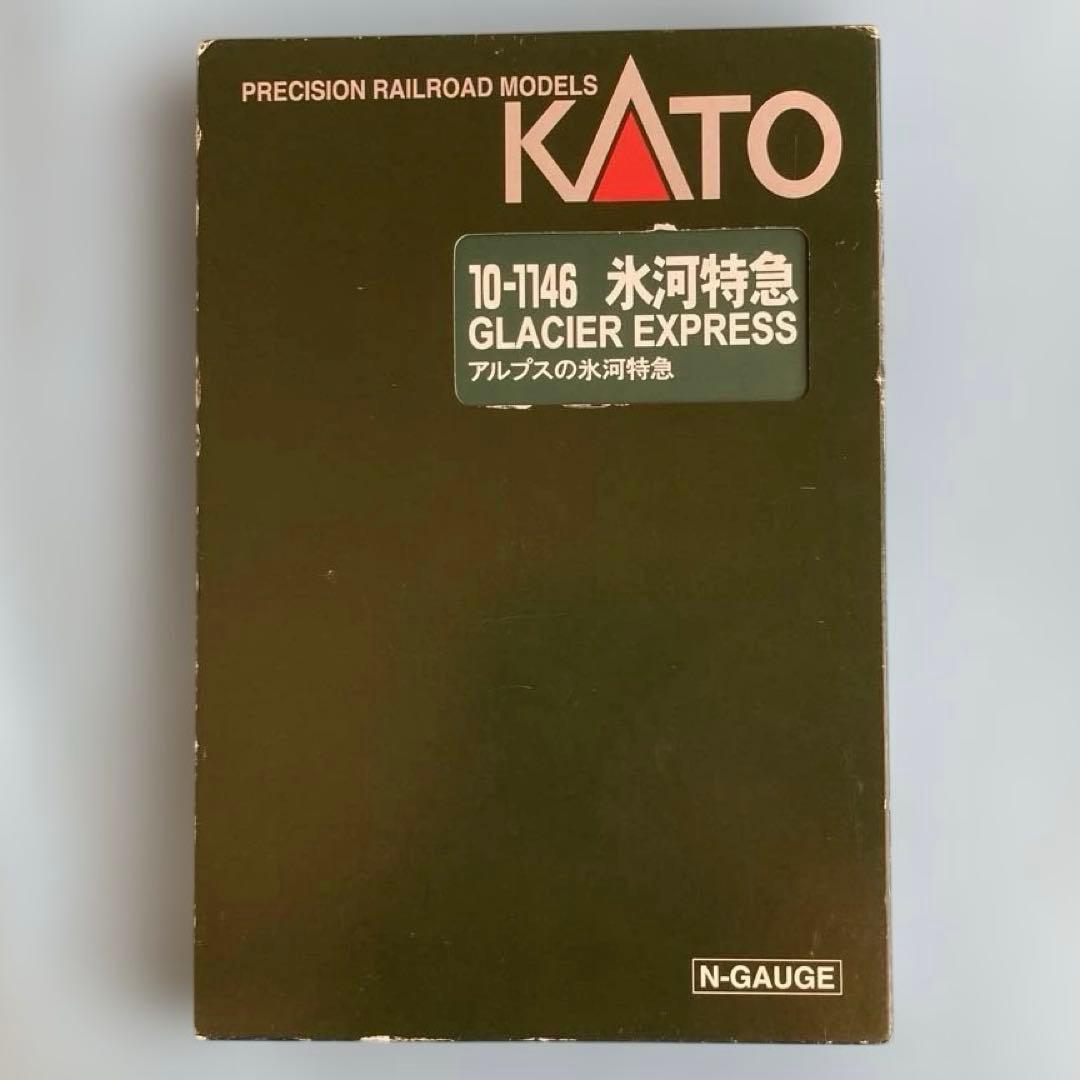 PRECISION RAILROAD MODELS
KATO
10-1146 氷河特急
GLACIER EXPRESS
アルプスの氷河特急
N-GAUGE